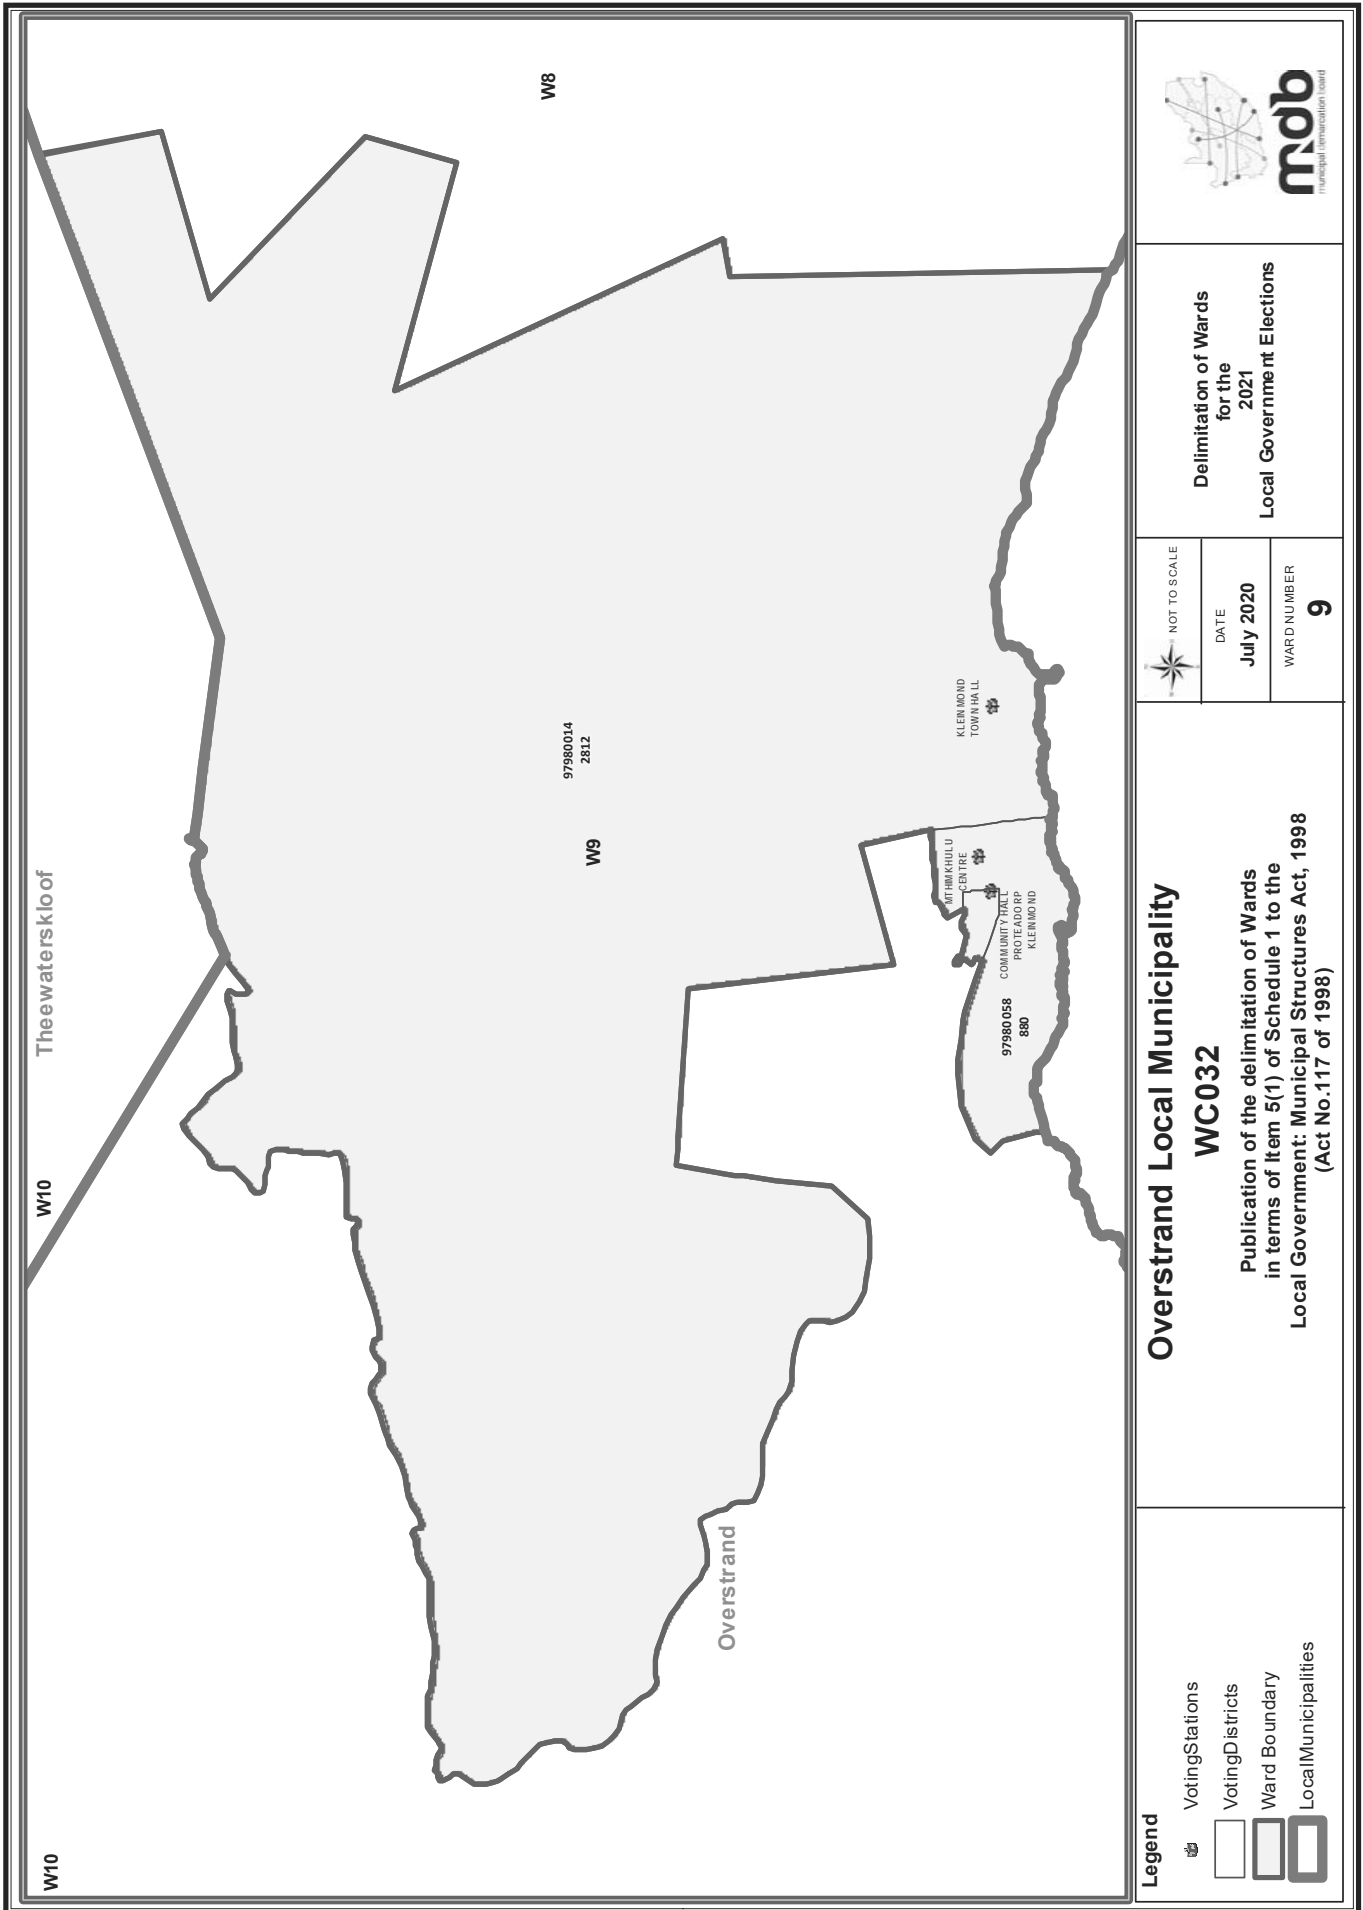 W10
W10
Theewaterskloof
W8
97980014
2812
W9
Overstrand
KLEINMOND
TOWN HALL
MTHIMKHULU
CENTRE
COMMUNITY HALL
PROTEADORP
KLEINMOND
97980058
880
Legend
VotingStations
VotingDistricts
Ward Boundary
LocalMunicipalities
Overstrand Local Municipality
WC032
Publication of the delimitation of Wards
in terms of Item 5(1) of Schedule 1 to the
Local Government: Municipal Structures Act, 1998
(Act No.117 of 1998)
NOT TO SCALE
DATE
July 2020
WARD NUMBER
9
Delimitation of Wards
for the
2021
Local Government Elections
mdb
municipal demarcation board